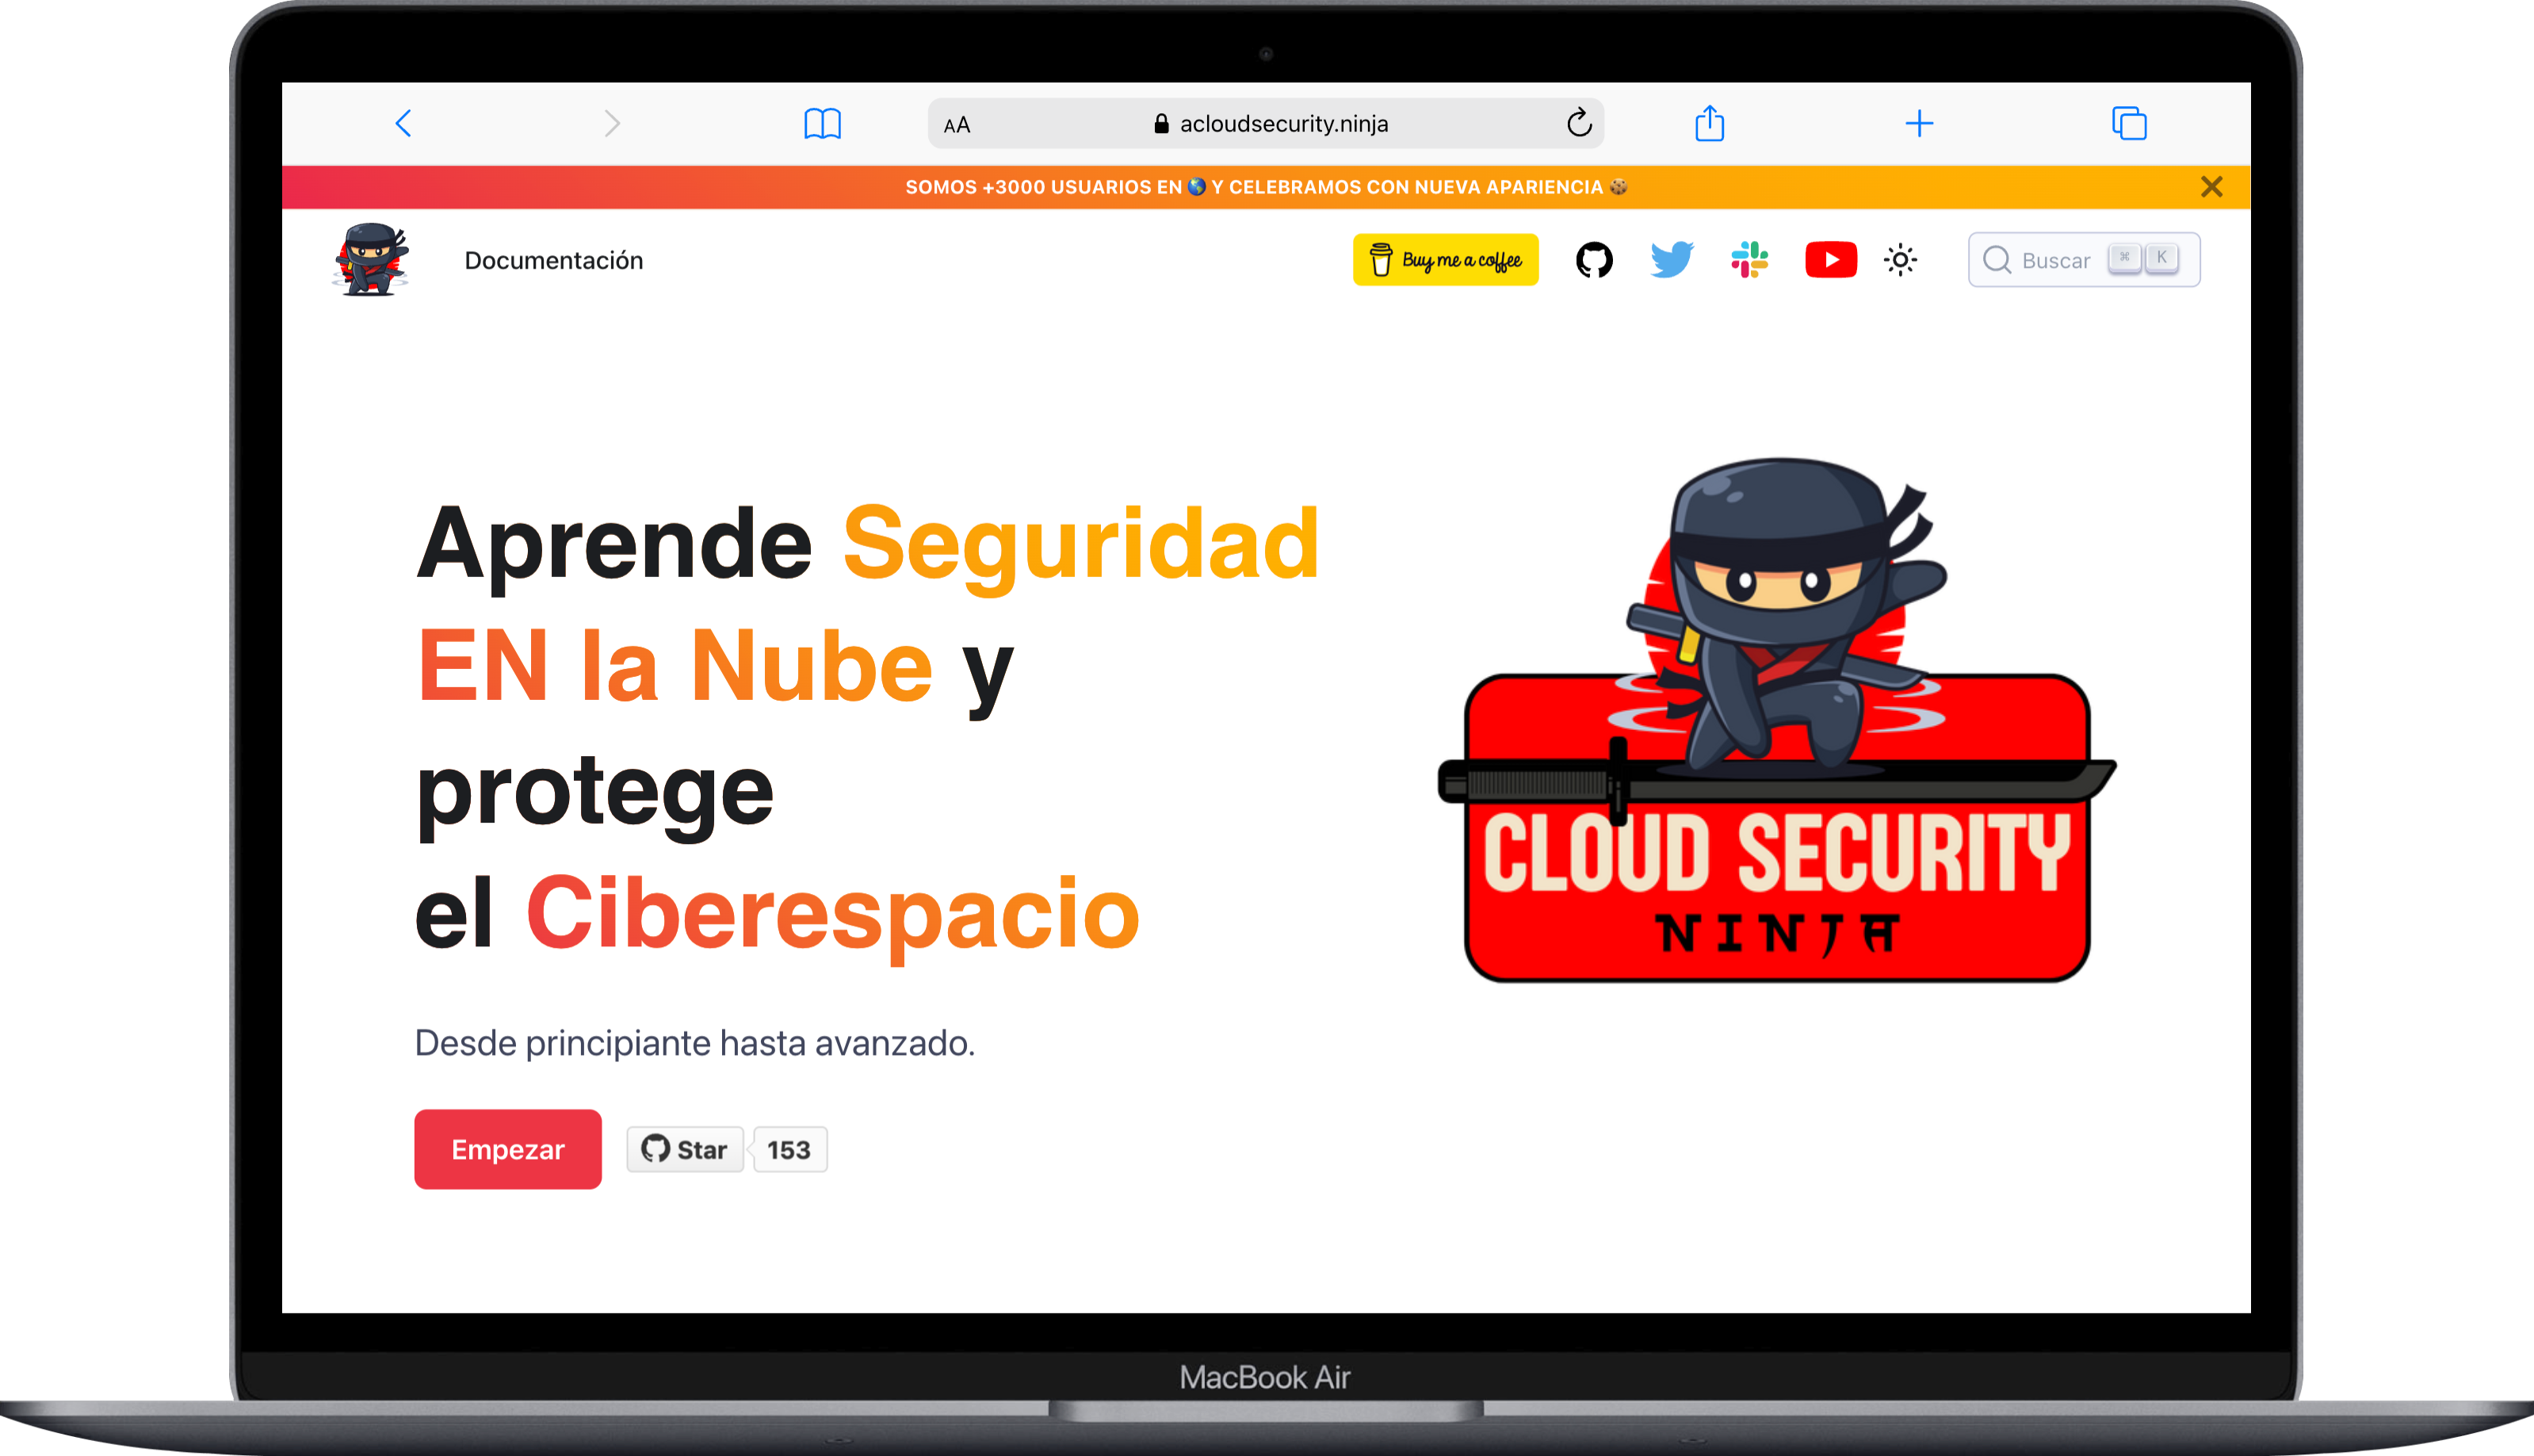 AA acloudsecurity.ninja
SOMOS +3000 USUARIOS EN 🌎 Y CELEBRAMOS CON NUEVA APARIENCIA 🍪
Documentación
Buy me a coffee
Buscar ⌘ K
Aprende Seguridad
EN la Nube y
protege
el Ciberespacio
CLOUD SECURITY
NINJA
Desde principiante hasta avanzado.
Empezar
Star 153
MacBook Air